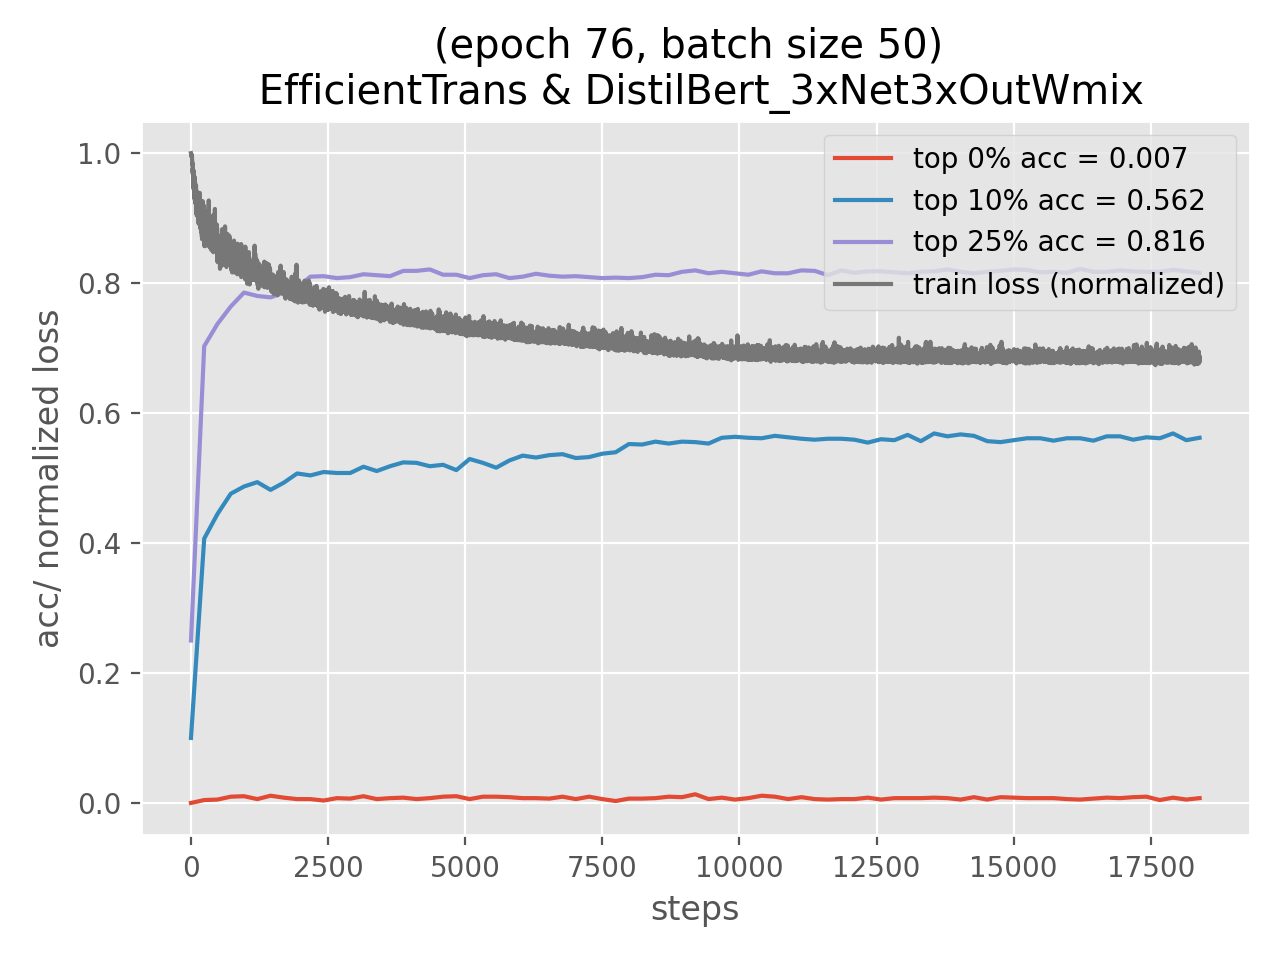 (epoch 76, batch size 50)
EfficientTrans & DistilBert_3xNet3xOutWmix
top 0% acc = 0.007
top 10% acc = 0.562
top 25% acc = 0.816
train loss (normalized)
acc/ normalized loss
1.0
0.8
0.6
0.4
0.2
0.0
0 2500 5000 7500 10000 12500 15000 17500
steps